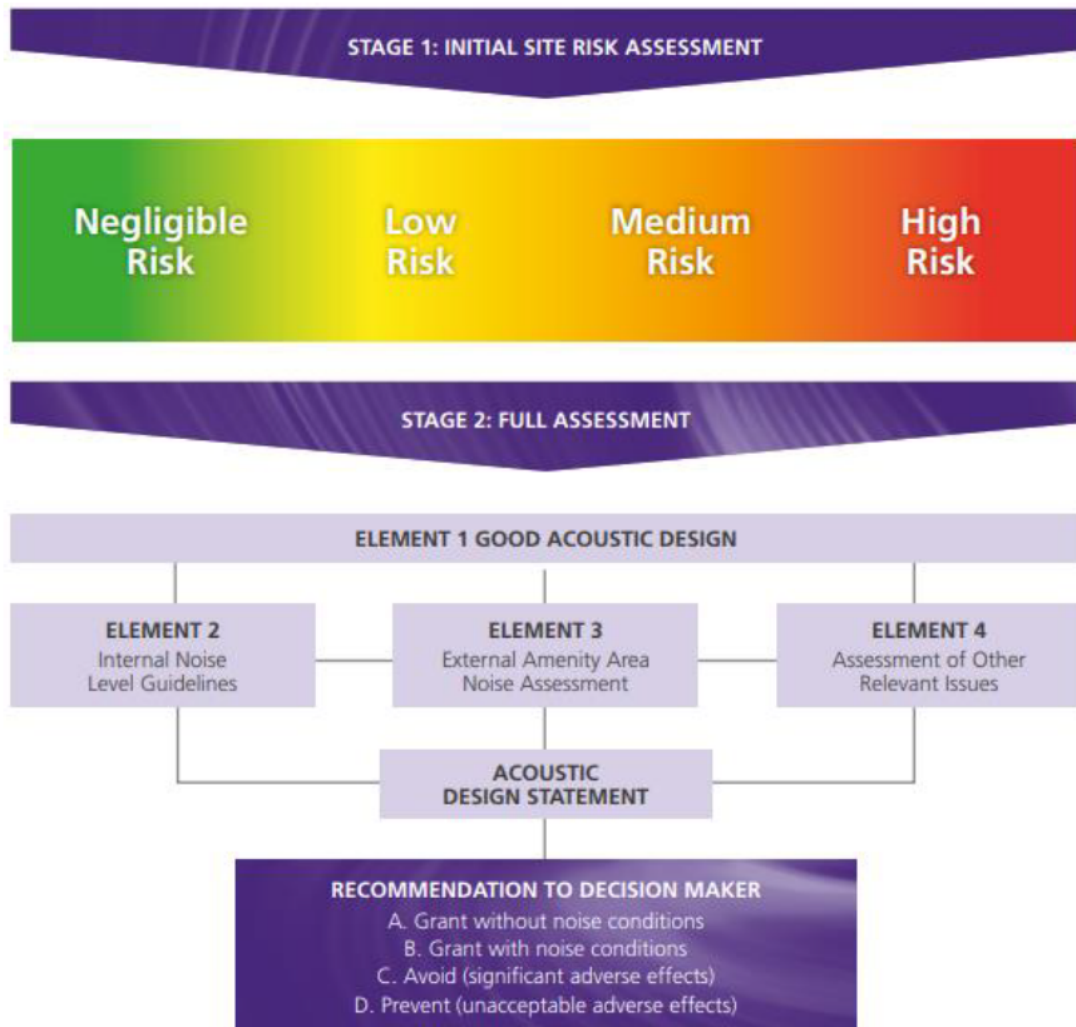 STAGE 1: INITIAL SITE RISK ASSESSMENT
Negligible
Risk
Low
Risk
Medium
Risk
High
Risk
STAGE 2: FULL ASSESSMENT
ELEMENT 1 GOOD ACOUSTIC DESIGN
ELEMENT 2
Internal Noise
Level Guidelines
ELEMENT 3
External Amenity Area
Noise Assessment
ELEMENT 4
Assessment of Other
Relevant Issues
ACOUSTIC
DESIGN STATEMENT
RECOMMENDATION TO DECISION MAKER
A. Grant without noise conditions
B. Grant with noise conditions
C. Avoid (significant adverse effects)
D. Prevent (unacceptable adverse effects)